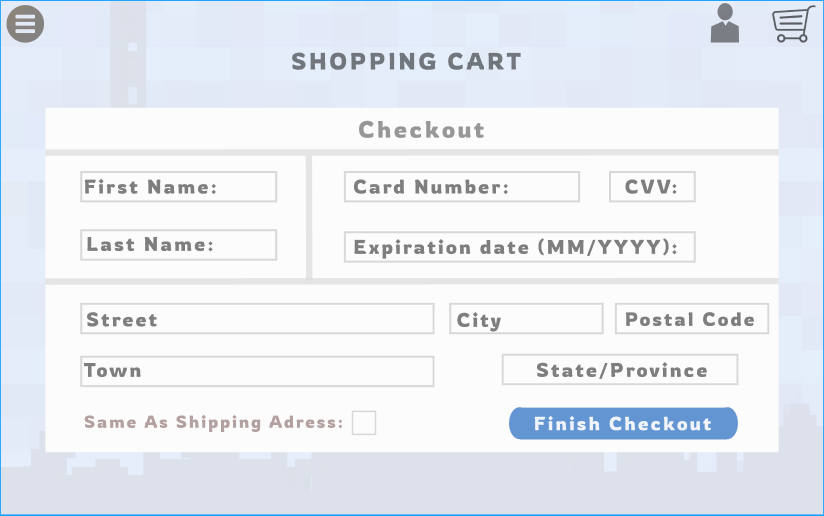 SHOPPING CART
Checkout
First Name:
Card Number:
CVV:
Last Name:
Expiration date (MM/YYYY):
Street
City
Postal Code
Town
State/Province
Same As Shipping Adress:
Finish Checkout